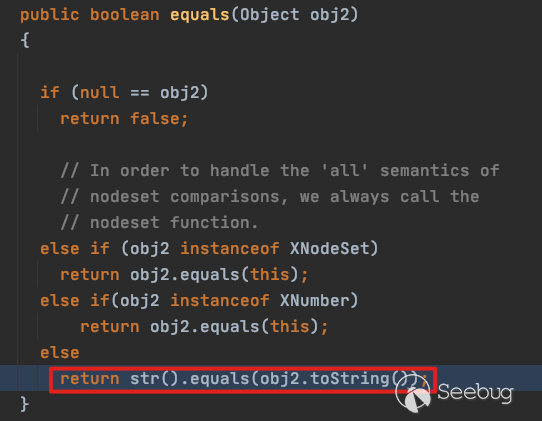 public boolean equals(Object obj2)
{
if (null == obj2)
return false;
// In order to handle the 'all' semantics of
// nodeset comparisons, we always call the
// nodeset function.
else if (obj2 instanceof XNodeSet)
return obj2.equals(this);
else if(obj2 instanceof XNumber)
return obj2.equals(this);
else
return str().equals(obj2.toString());
Seebug
}